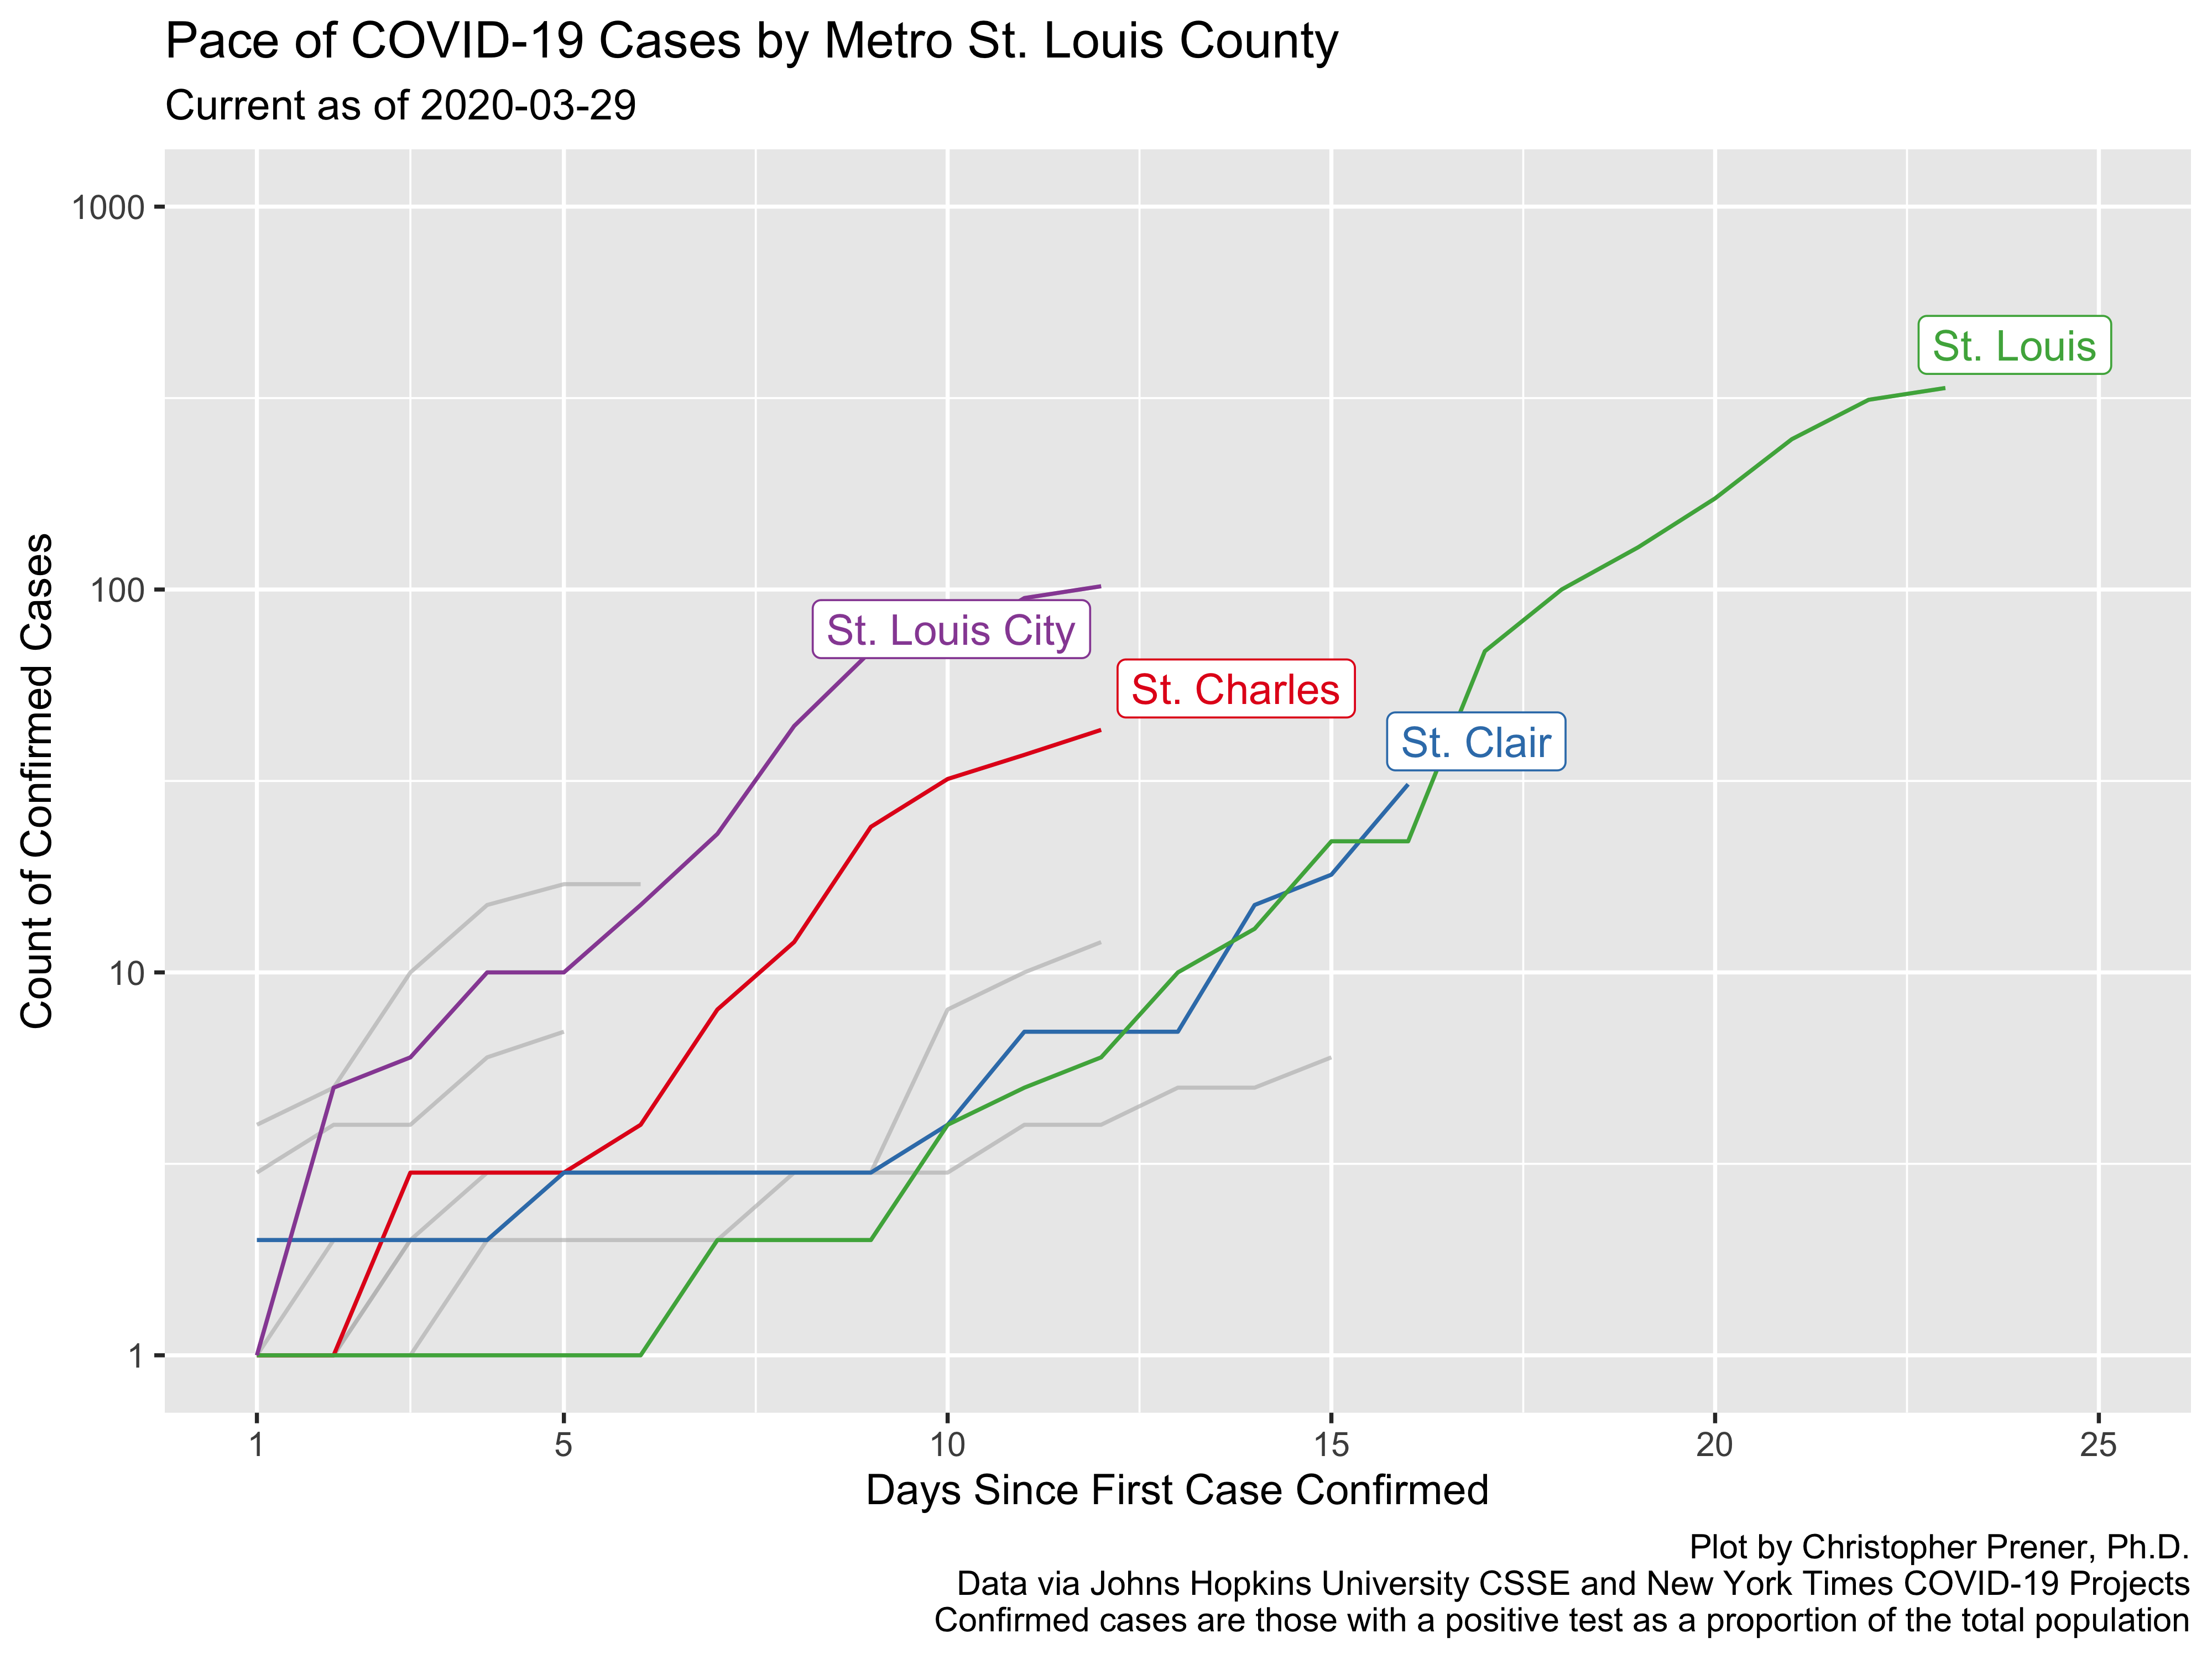 Pace of COVID-19 Cases by Metro St. Louis County
Current as of 2020-03-29
Count of Confirmed Cases
1000
100
10
1
St. Louis
St. Louis City
St. Charles
St. Clair
1 5 10 15 20 25
Days Since First Case Confirmed
Plot by Christopher Prener, Ph.D.
Data via Johns Hopkins University CSSE and New York Times COVID-19 Projects
Confirmed cases are those with a positive test as a proportion of the total population